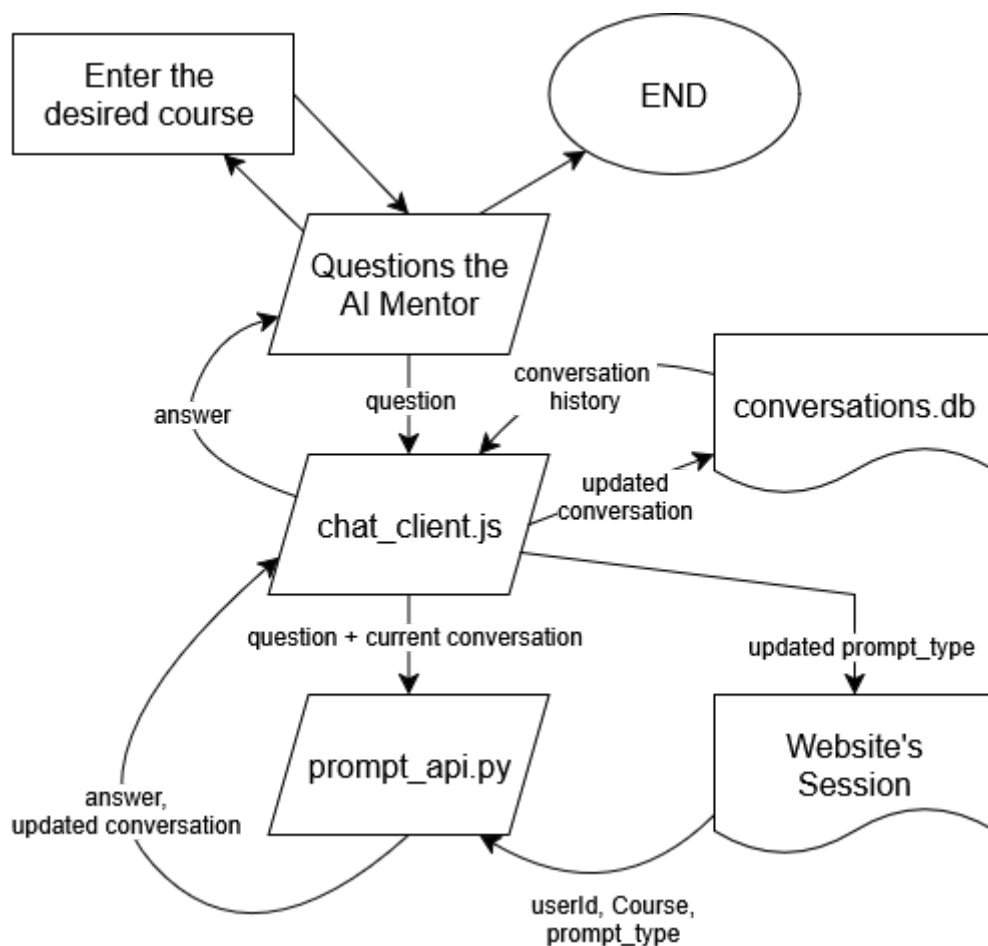 Enter the
desired course
END
Questions the
AI Mentor
conversation
history
conversations.db
answer
question
updated
conversation
chat_client.js
question + current conversation
updated prompt_type
prompt_api.py
Website's
Session
answer,
updated conversation
userId, Course,
prompt_type